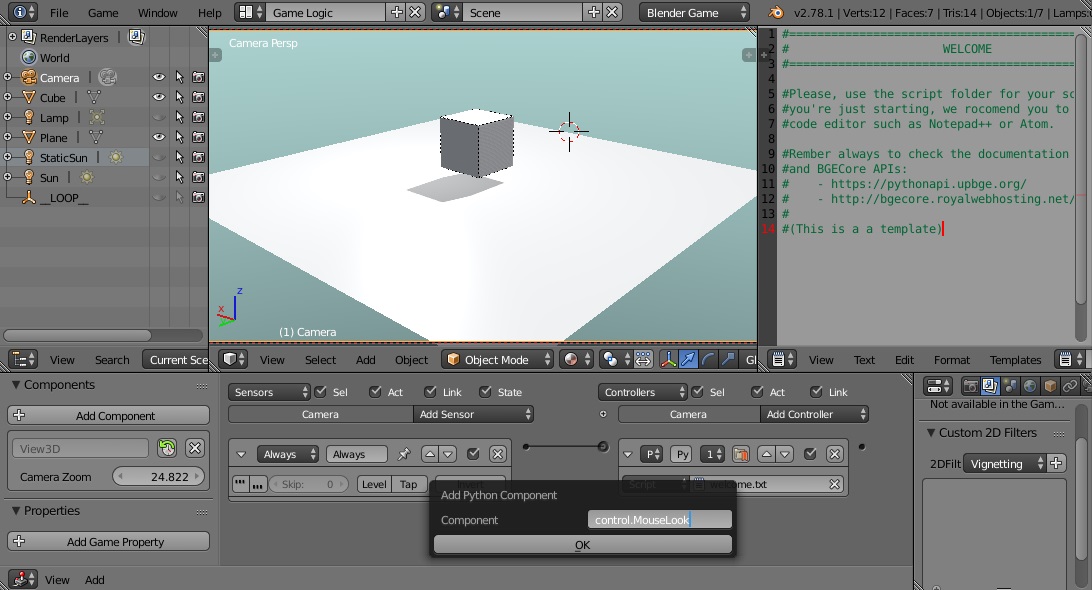 File Game Window Help Game Logic Scene Blender Game v2.78.1 | Verts:12 | Faces:7 | Tris:14 | Objects:1/7 | Lamps:
RenderLayers |
World
Camera |
Cube |
Lamp |
Plane |
StaticSun |
Sun |
__LOOP__
View Search Current Sce
Camera Persp
x
z
(1) Camera
View Select Add Object Object Mode Gl
1 #===========================================
2 # WELCOME
3 #===========================================
4
5 #Please, use the script folder for your sc
6 #you're just starting, we rocomend you to
7 #code editor such as Notepad++ or Atom.
8
9 #Rember always to check the documentation
10 #and BGECore APIs:
11 # - https://pythonapi.upbge.org/
12 # - http://bgecore.royalwebhosting.net/
13 #
14 #(This is a a template)
View Text Edit Format Templates
Components
Add Component
View3D
Camera Zoom 24.822
Properties
Add Game Property
Sensors Sel Act Link State
Camera Add Sensor
Always Always
Skip: 0 Level Tap Invert
Controllers Sel Act Link
Camera Add Controller
P Py 1
Script welcome.txt
Add Python Component
Component control.MouseLook
OK
View Add
Not available in the Gam...
Custom 2D Filters
2DFilt Vignetting